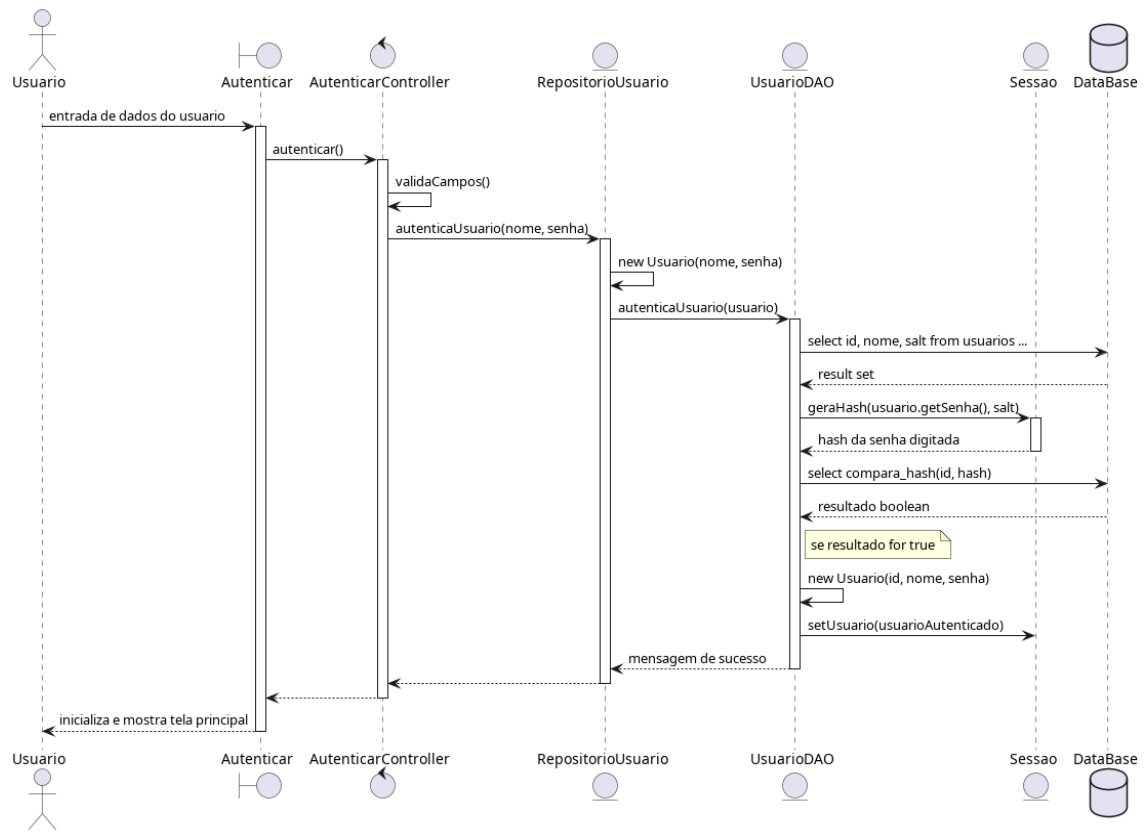 Usuario
Autenticar
AutenticarController
RepositorioUsuario
UsuarioDAO
Sessao
DataBase
entrada de dados do usuario
autenticar()
validaCampos()
autenticaUsuario(nome, senha)
new Usuario(nome, senha)
autenticaUsuario(usuario)
select id, nome, salt from usuarios ...
result set
geraHash(usuario.getSenha(), salt)
hash da senha digitada
select compara_hash(id, hash)
resultado boolean
se resultado for true
new Usuario(id, nome, senha)
setUsuario(usuarioAutenticado)
mensagem de sucesso
inicializa e mostra tela principal
Usuario
Autenticar
AutenticarController
RepositorioUsuario
UsuarioDAO
Sessao
DataBase